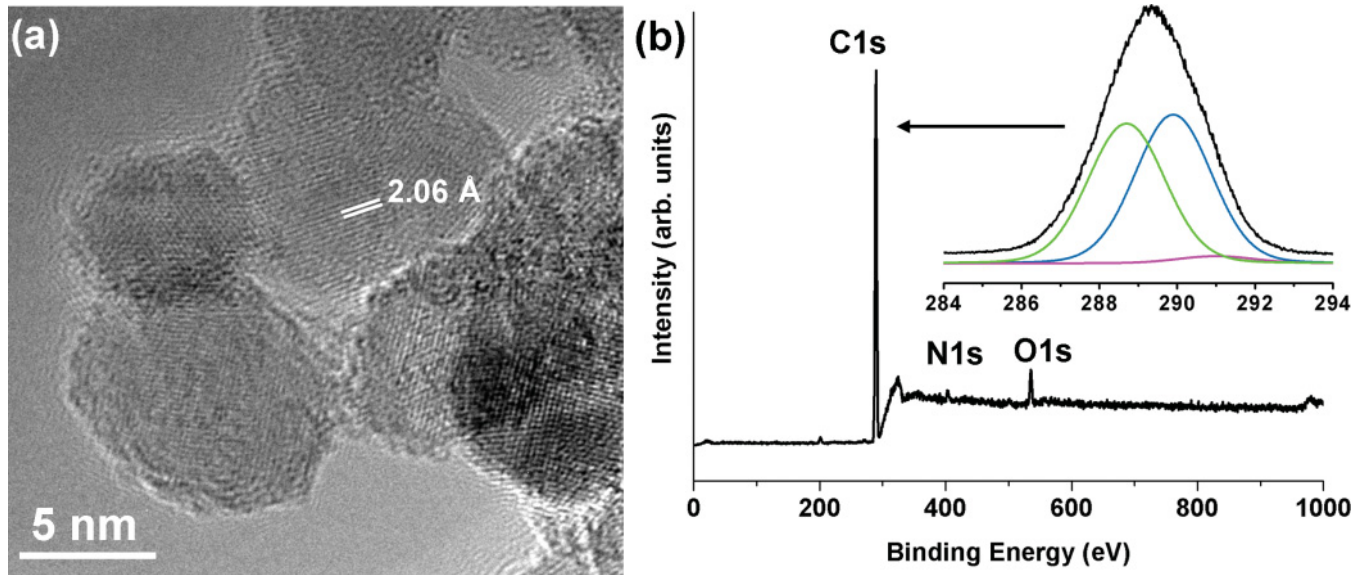 (a)
2.06 Å
5 nm
(b)
C1s
N1s
O1s
Intensity (arb. units)
284 286 288 290 292 294
0 200 400 600 800 1000
Binding Energy (eV)